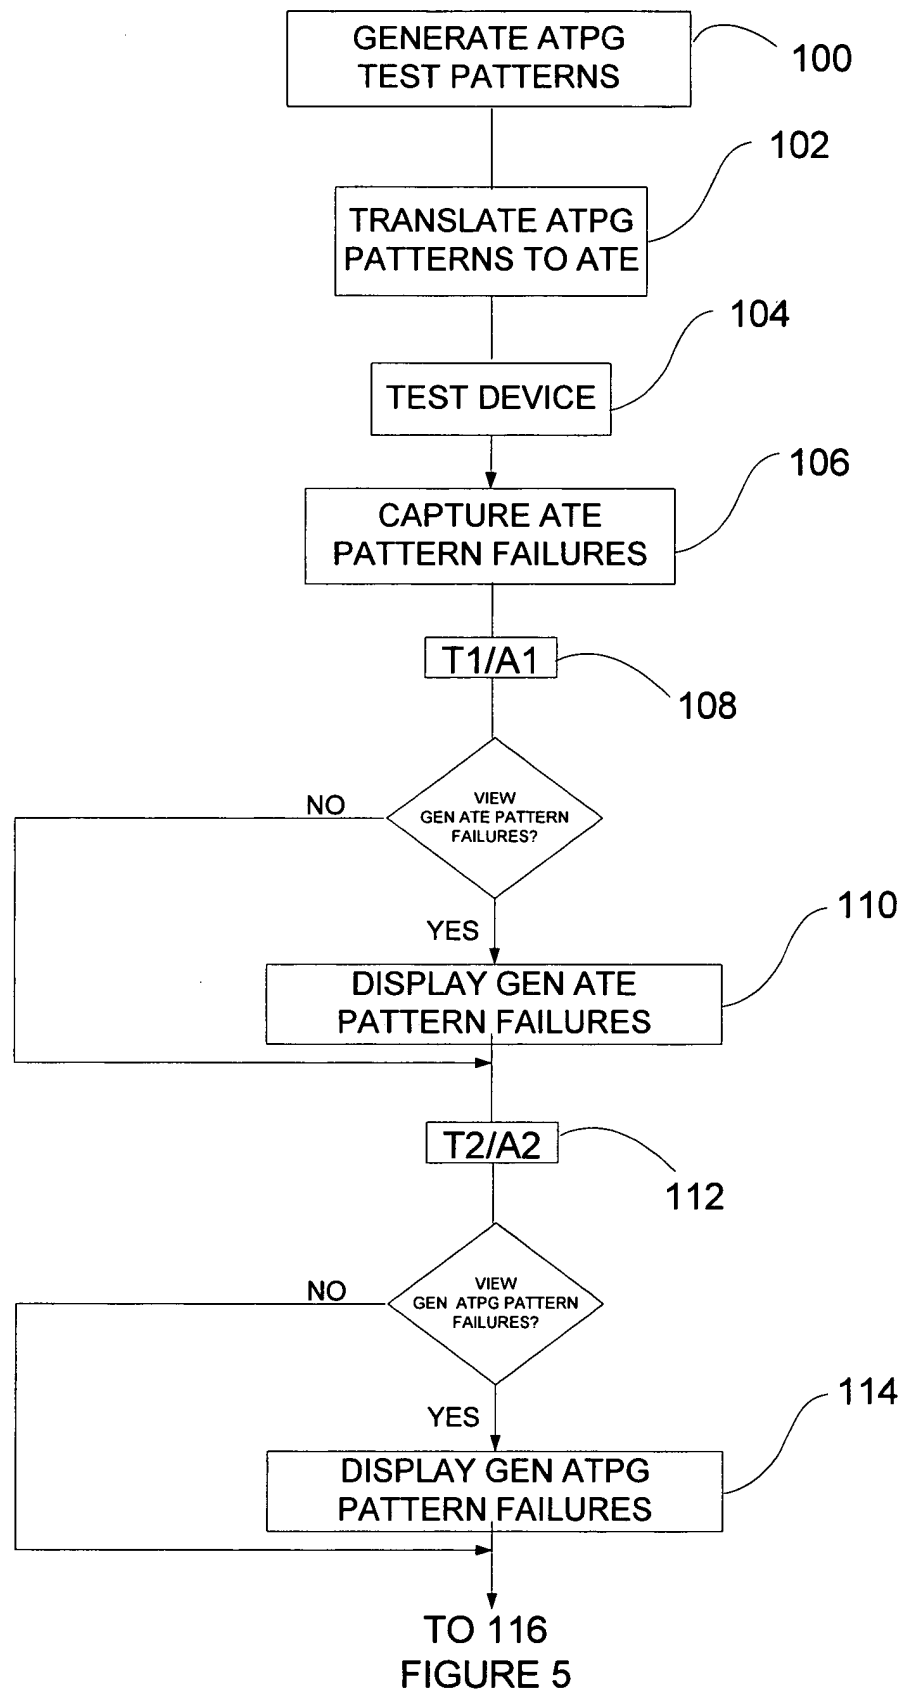 GENERATE ATPG
TEST PATTERNS
100
102
TRANSLATE ATPG
PATTERNS TO ATE
104
TEST DEVICE
106
CAPTURE ATE
PATTERN FAILURES
T1/A1
108
VIEW
GEN ATE PATTERN
FAILURES?
NO
YES
110
DISPLAY GEN ATE
PATTERN FAILURES
T2/A2
112
VIEW
GEN ATPG PATTERN
FAILURES?
NO
YES
114
DISPLAY GEN ATPG
PATTERN FAILURES
TO 116
FIGURE 5